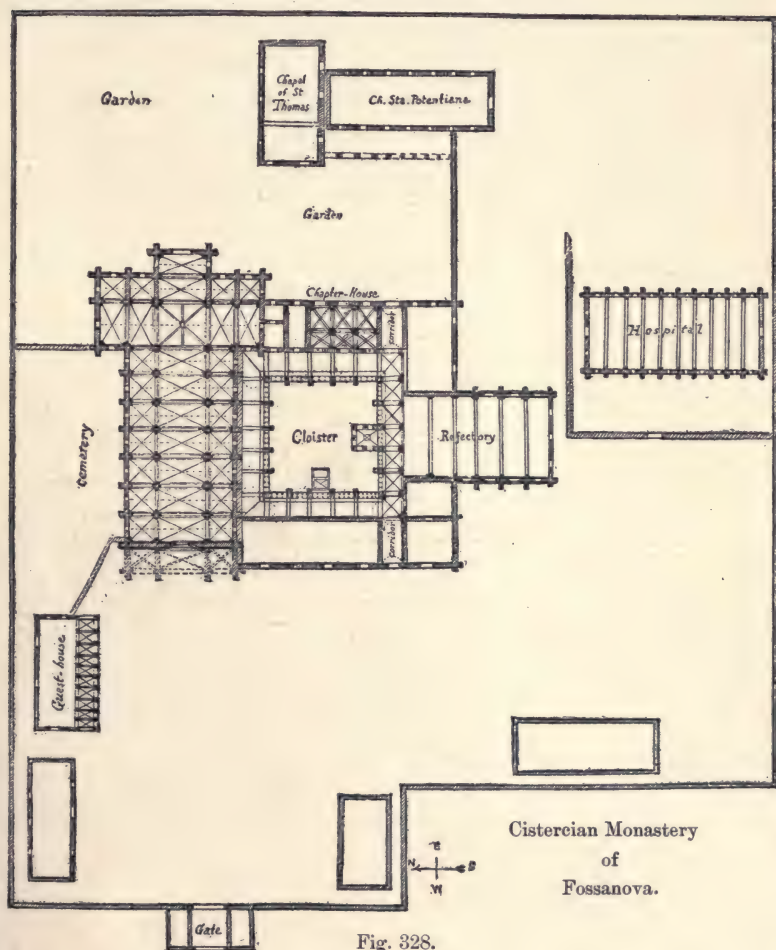 Garden
Chapel
of St
Thomas
Ch. Sta. Potentiana
Garden
Chapter-House
corridor
Hospital
Cemetery
Cloister
Refectory
corridor
Guest-house
Cistercian Monastery
of
Fossanova.
E
N
S
W
Gate
Fig. 328.